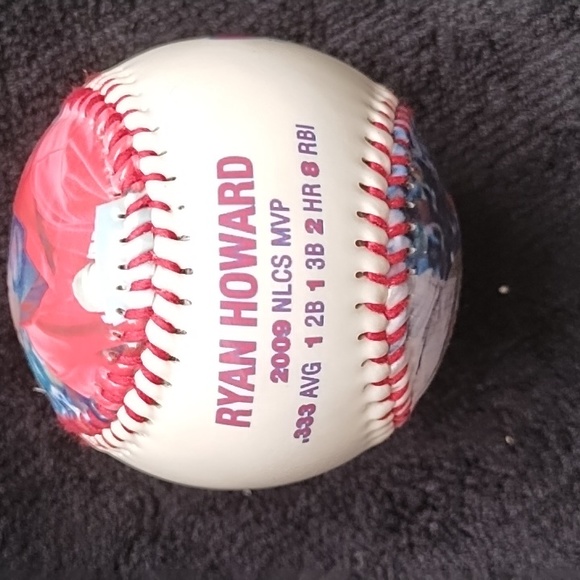 RYAN HOWARD
2009 NLCS MVP
.333 AVG 1 2B 1 3B 2 HR 8 RBI